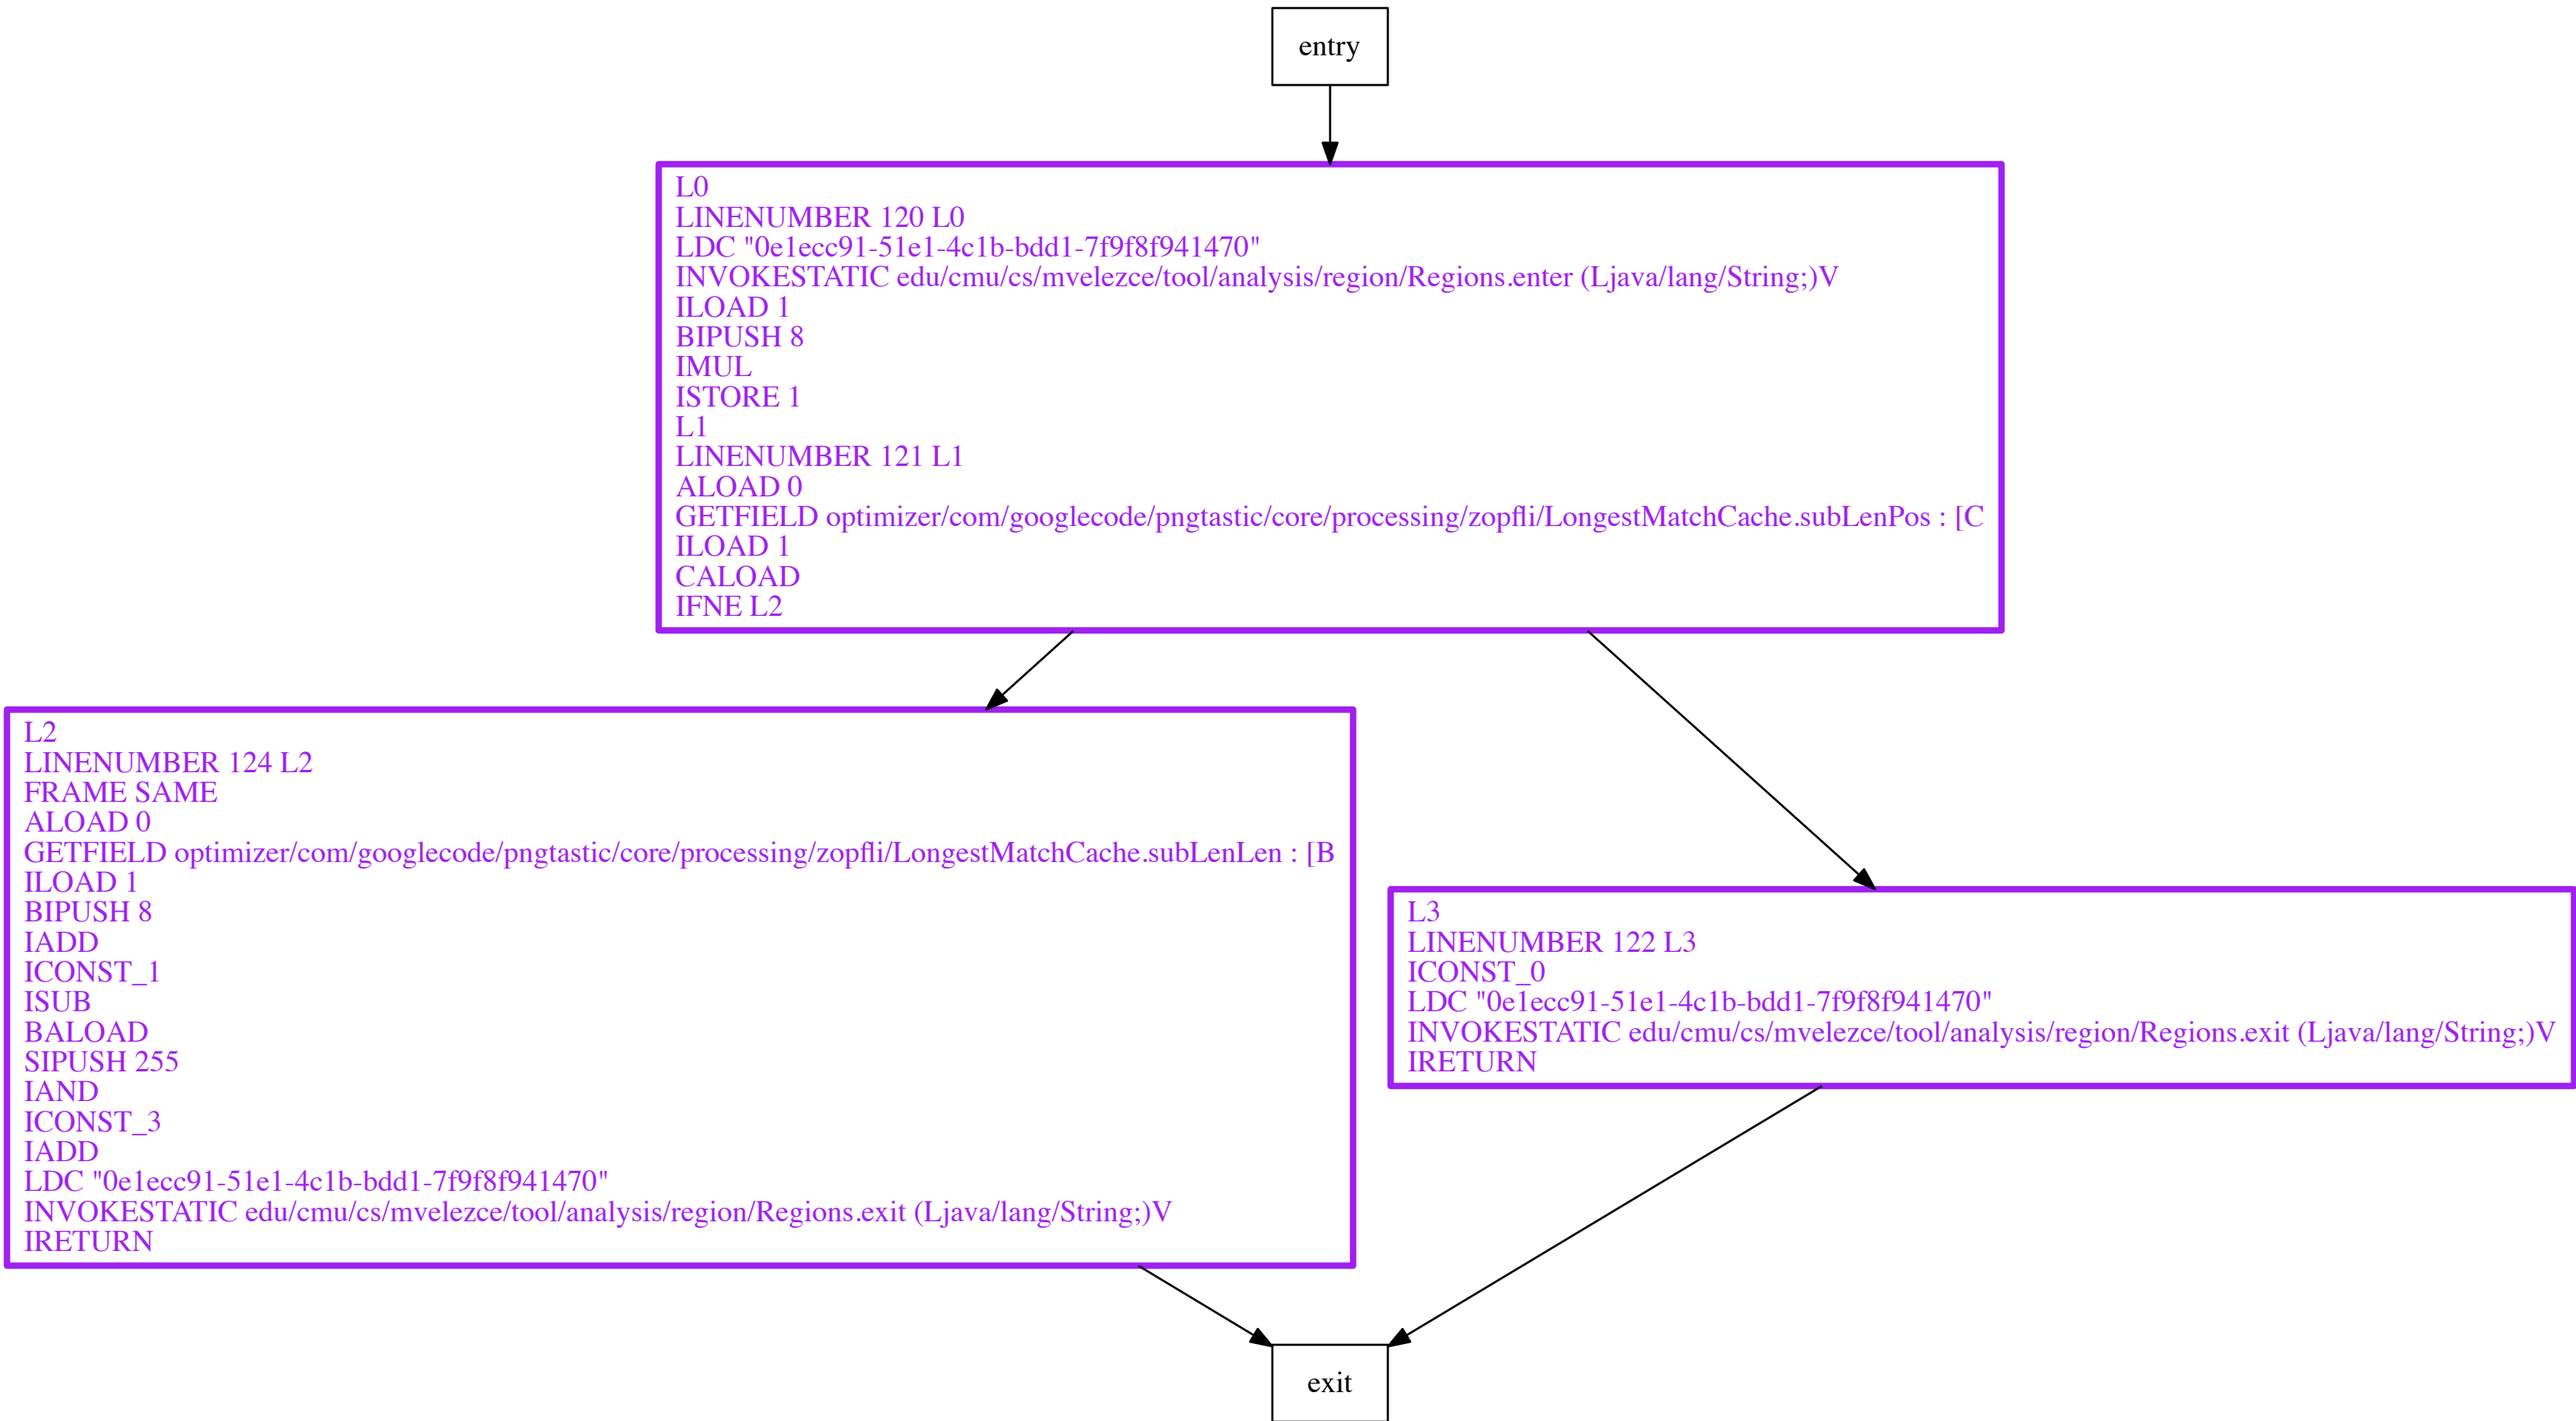 entry
L0
LINENUMBER 120 L0
LDC "0e1ecc91-51e1-4c1b-bdd1-7f9f8f941470"
INVOKESTATIC edu/cmu/cs/mvelezce/tool/analysis/region/Regions.enter (Ljava/lang/String;)V
ILOAD 1
BIPUSH 8
IMUL
ISTORE 1
L1
LINENUMBER 121 L1
ALOAD 0
GETFIELD optimizer/com/googlecode/pngtastic/core/processing/zopfli/LongestMatchCache.subLenPos : [C
ILOAD 1
CALOAD
IFNE L2
L2
LINENUMBER 124 L2
FRAME SAME
ALOAD 0
GETFIELD optimizer/com/googlecode/pngtastic/core/processing/zopfli/LongestMatchCache.subLenLen : [B
ILOAD 1
BIPUSH 8
IADD
ICONST_1
ISUB
BALOAD
SIPUSH 255
IAND
ICONST_3
IADD
LDC "0e1ecc91-51e1-4c1b-bdd1-7f9f8f941470"
INVOKESTATIC edu/cmu/cs/mvelezce/tool/analysis/region/Regions.exit (Ljava/lang/String;)V
IRETURN
L3
LINENUMBER 122 L3
ICONST_0
LDC "0e1ecc91-51e1-4c1b-bdd1-7f9f8f941470"
INVOKESTATIC edu/cmu/cs/mvelezce/tool/analysis/region/Regions.exit (Ljava/lang/String;)V
IRETURN
exit